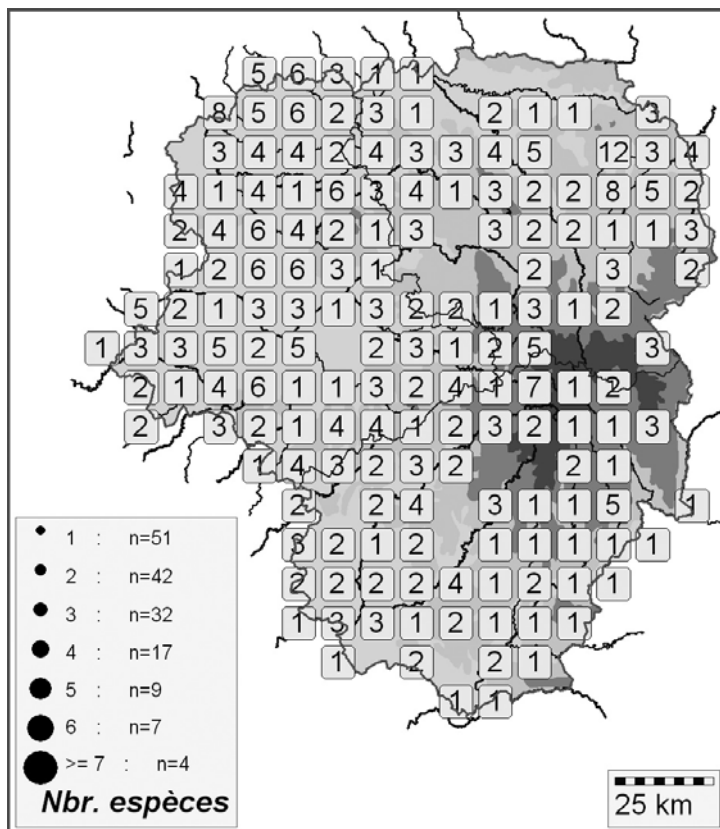 5 6 3 1 1
8 5 6 2 3 1 2 1 1 3
3 4 4 2 4 3 3 4 5 12 3 4
4 1 4 1 6 3 4 1 3 2 2 8 5 2
2 4 6 4 2 1 3 3 2 2 1 1 3
1 2 6 6 3 1 2 3 2
5 2 1 3 3 1 3 2 2 1 3 1 2
1 3 3 5 2 5 2 3 1 2 5 3
2 1 4 6 1 1 3 2 4 1 7 1 2
2 3 2 1 4 4 1 2 3 2 1 1 3
1 4 3 2 3 2 2 1
2 2 4 3 1 1 5 1
3 2 1 2 1 1 1 1 1
2 2 2 2 4 1 2 1 1
1 3 3 1 2 1 1 1
1 2 2 1
1 1
1 : n=51
2 : n=42
3 : n=32
4 : n=17
5 : n=9
6 : n=7
>= 7 : n=4
Nbr. espèces
25 km